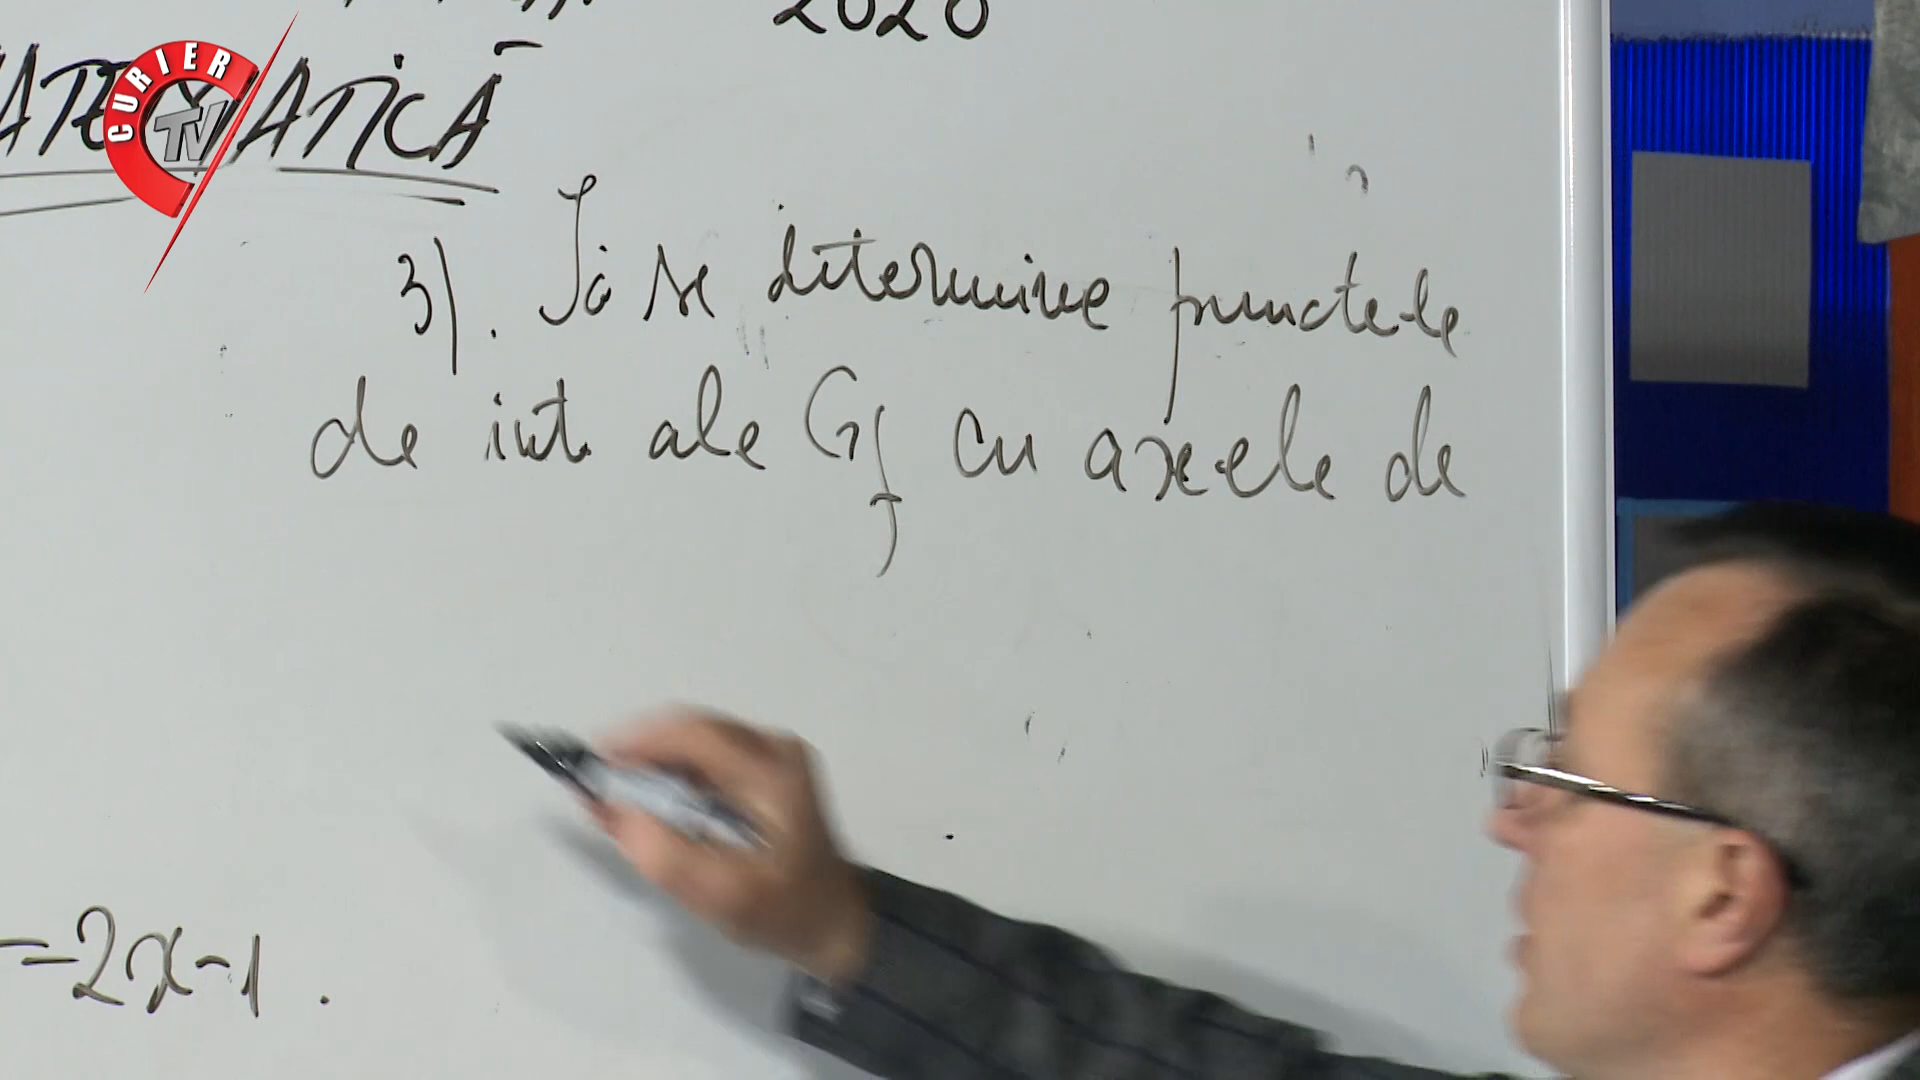 2020
MATEMATICĂ
CURIER
TV
3). Să se determine punctele
de int. ale Gf cu axele de
=2x-1.